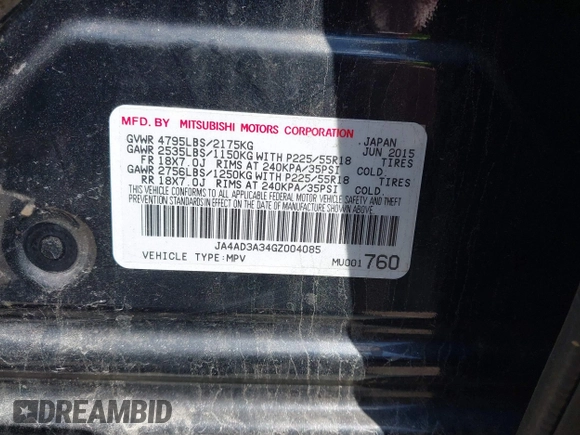 MFD. BY MITSUBISHI MOTORS CORPORATION
GVWR 4795LBS/2175KG JAPAN
GAWR 2535LBS/1150KG WITH P225/55R18 JUN 2015
FR 18X7.0J RIMS AT 240KPA/35PSI TIRES COLD.
GAWR 2756LBS/1250KG WITH P225/55R18 TIRES
RR 18X7.0J RIMS AT 240KPA/35PSI COLD.
THIS VEHICLE CONFORMS TO ALL APPLICABLE FEDERAL MOTOR VEHICLE SAFETY AND THEFT
PREVENTION STANDARDS IN EFFECT ON THE DATE OF MANUFACTURE SHOWN ABOVE
JA4AD3A34GZ004085
VEHICLE TYPE:MPV MU001 760
DREAMBID